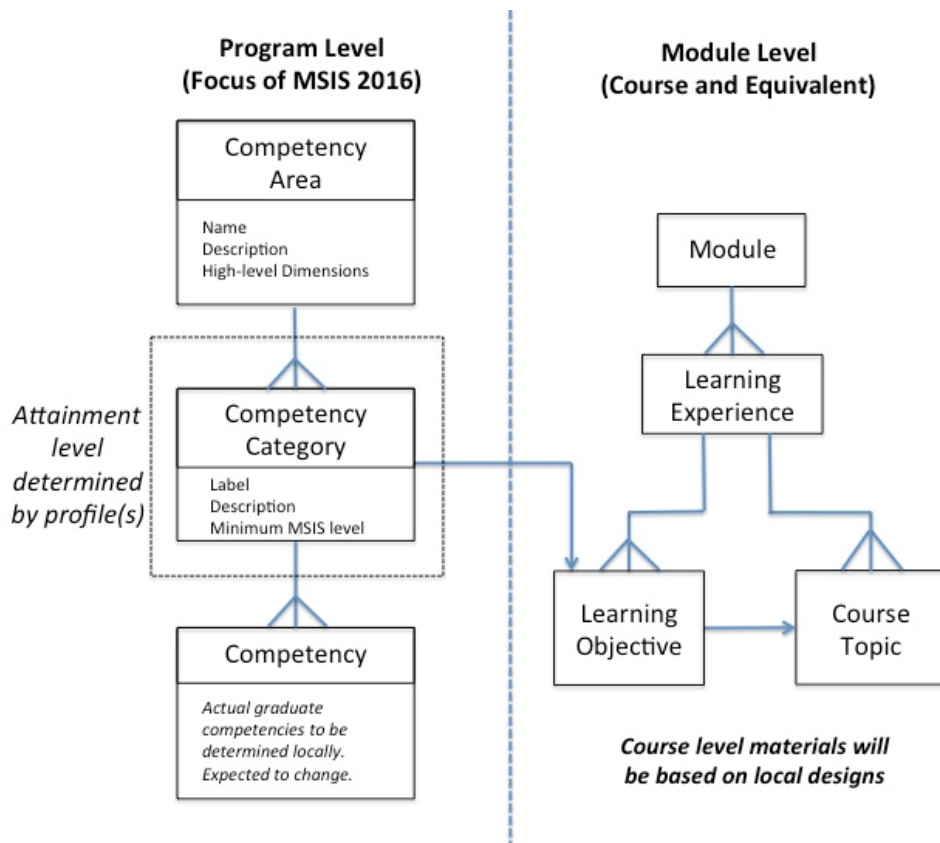 Program Level
(Focus of MSIS 2016)
Competency
Area
Name
Description
High-level Dimensions
Attainment
level
determined
by profile(s)
Competency
Category
Label
Description
Minimum MSIS level
Competency
Actual graduate
competencies to be
determined locally.
Expected to change.
Module Level
(Course and Equivalent)
Module
Learning
Experience
Learning
Objective
Course
Topic
Course level materials will
be based on local designs